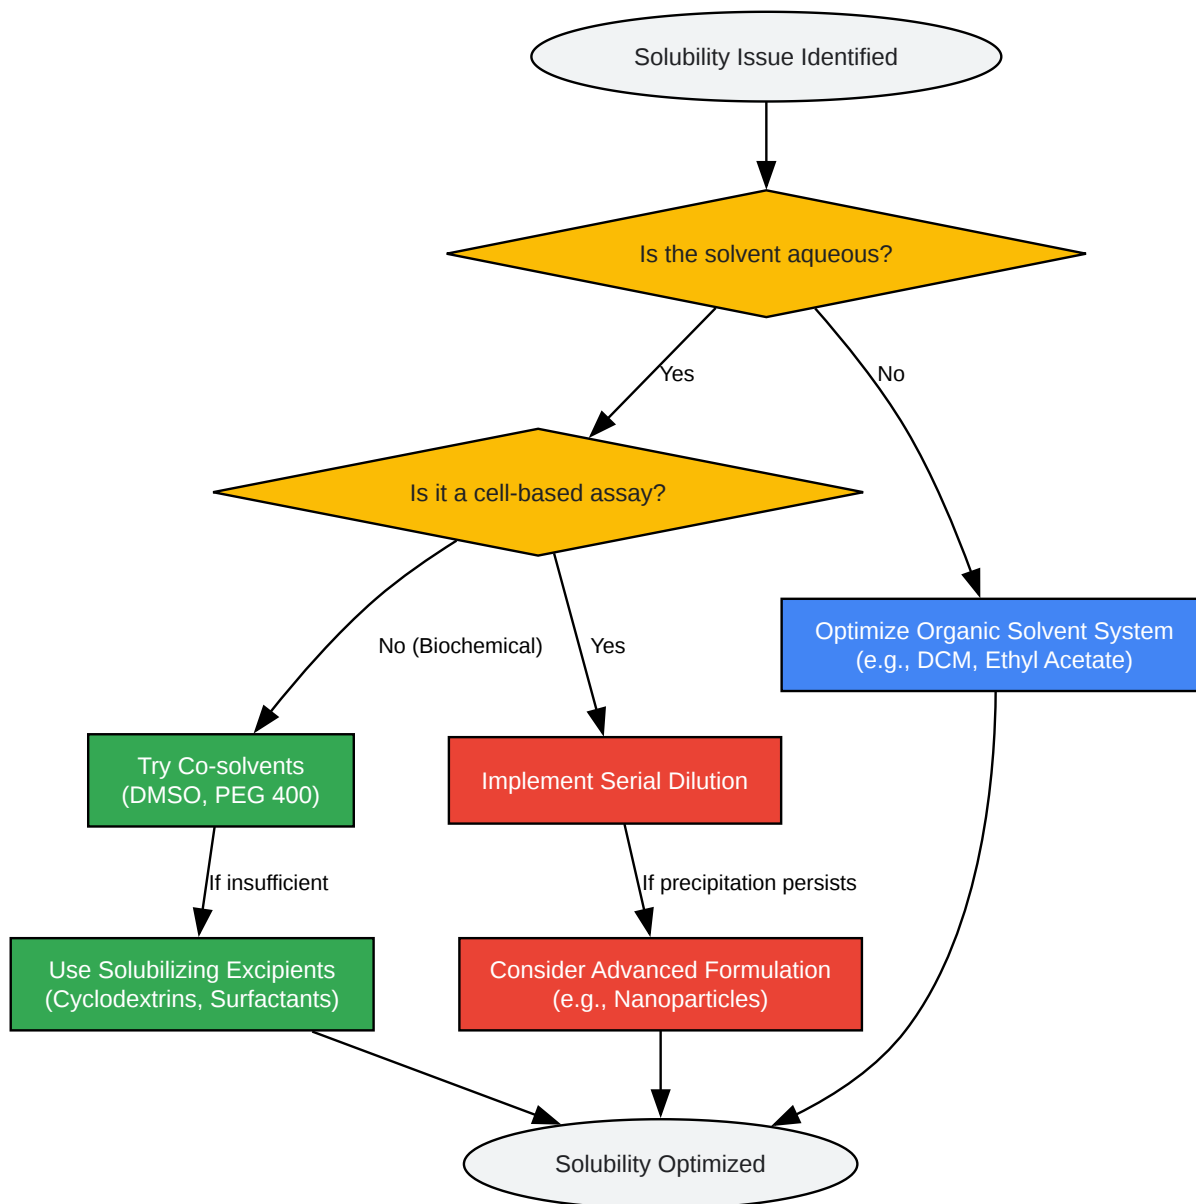 Solubility Issue Identified
Is the solvent aqueous?
Yes
No
Is it a cell-based assay?
No (Biochemical)
Yes
Optimize Organic Solvent System
(e.g., DCM, Ethyl Acetate)
Try Co-solvents
(DMSO, PEG 400)
Implement Serial Dilution
If insufficient
If precipitation persists
Use Solubilizing Excipients
(Cyclodextrins, Surfactants)
Consider Advanced Formulation
(e.g., Nanoparticles)
Solubility Optimized